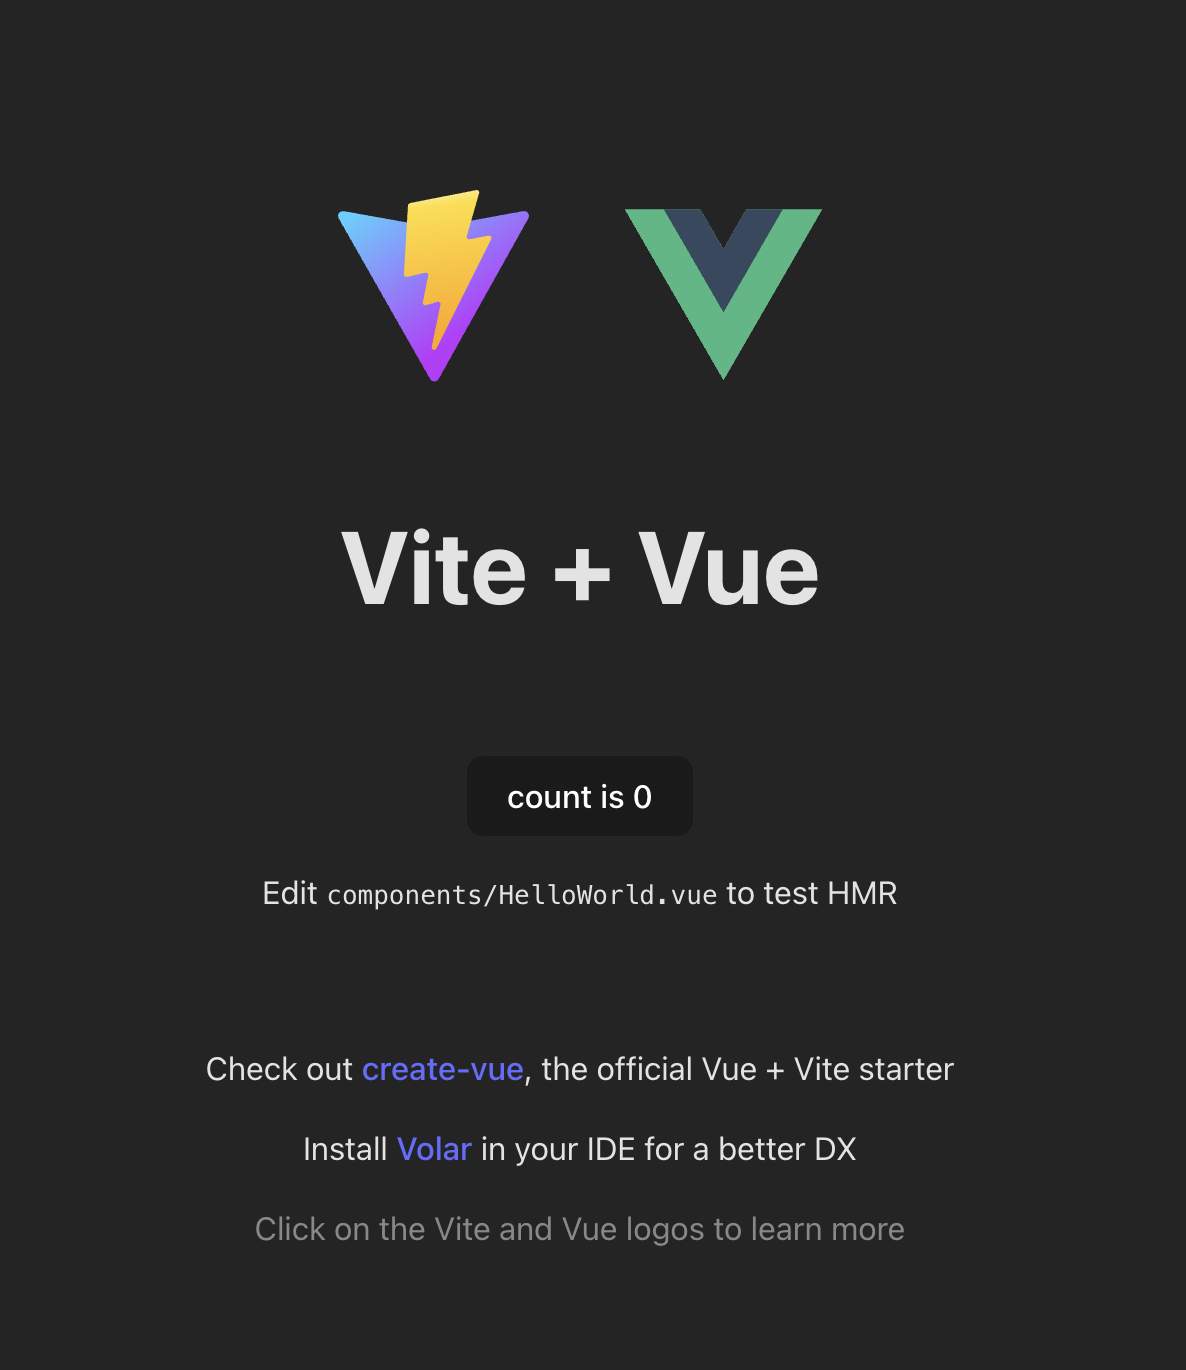 Vite + Vue
count is 0
Edit components/HelloWorld.vue to test HMR
Check out create-vue, the official Vue + Vite starter
Install Volar in your IDE for a better DX
Click on the Vite and Vue logos to learn more